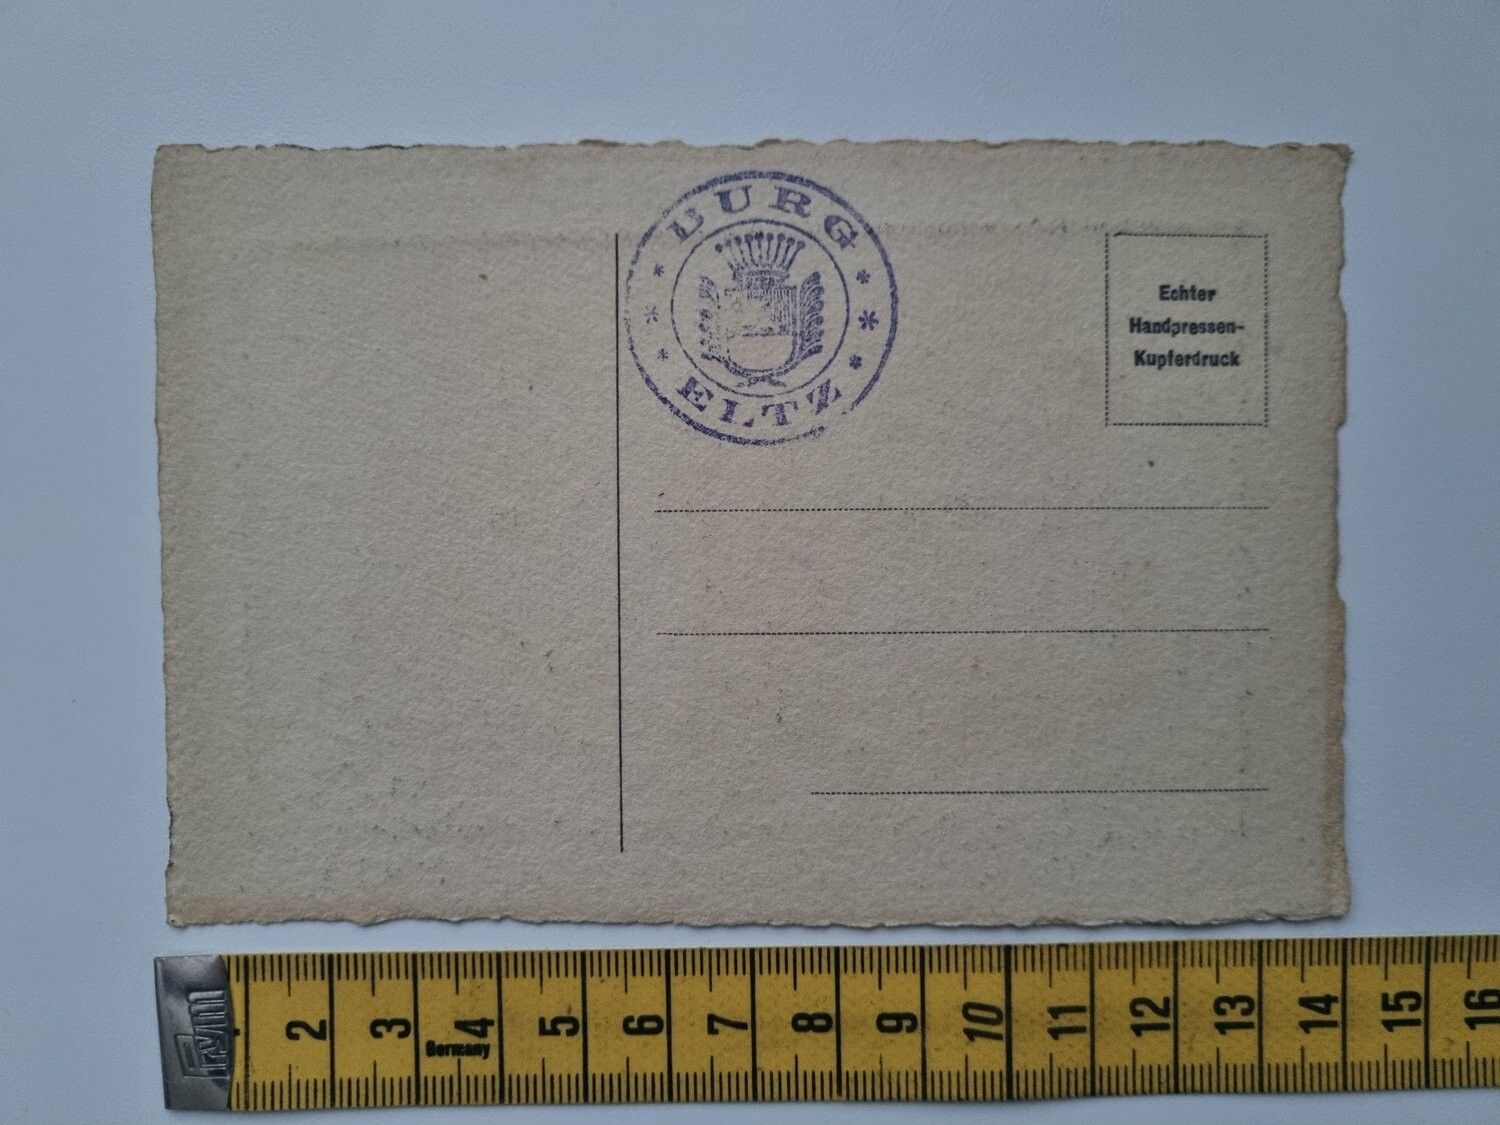 BURG
ELTZ
Echter
Handpressen-
Kupferdruck
Prym
2 3 4 5 6 7 8 9 10 11 12 13 14 15 16
Germany